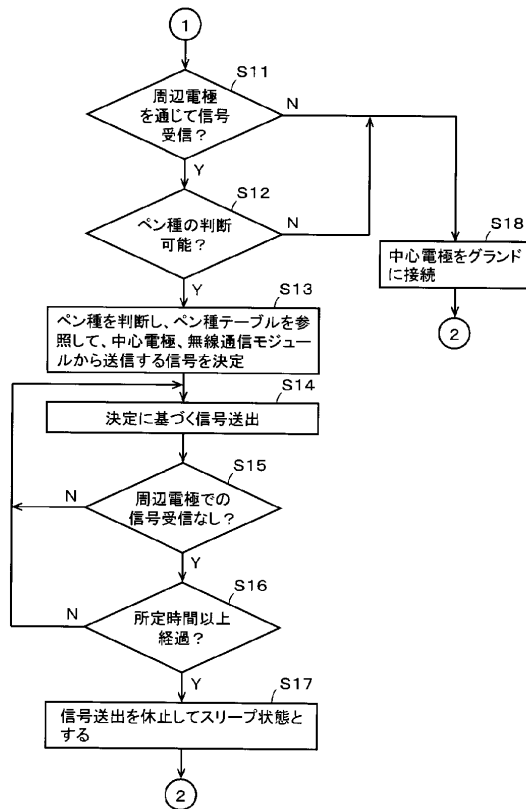 1
S11
周辺電極
を通じて信号
受信？
N
Y
S12
ペン種の判断
可能？
N
Y
S18
中心電極をグランド
に接続
2
S13
ペン種を判断し、ペン種テーブルを参
照して、中心電極、無線通信モジュー
ルから送信する信号を決定
S14
決定に基づく信号送出
S15
周辺電極での
信号受信なし？
N
Y
S16
所定時間以上
経過？
N
Y
S17
信号送出を休止してスリープ状態と
する
2